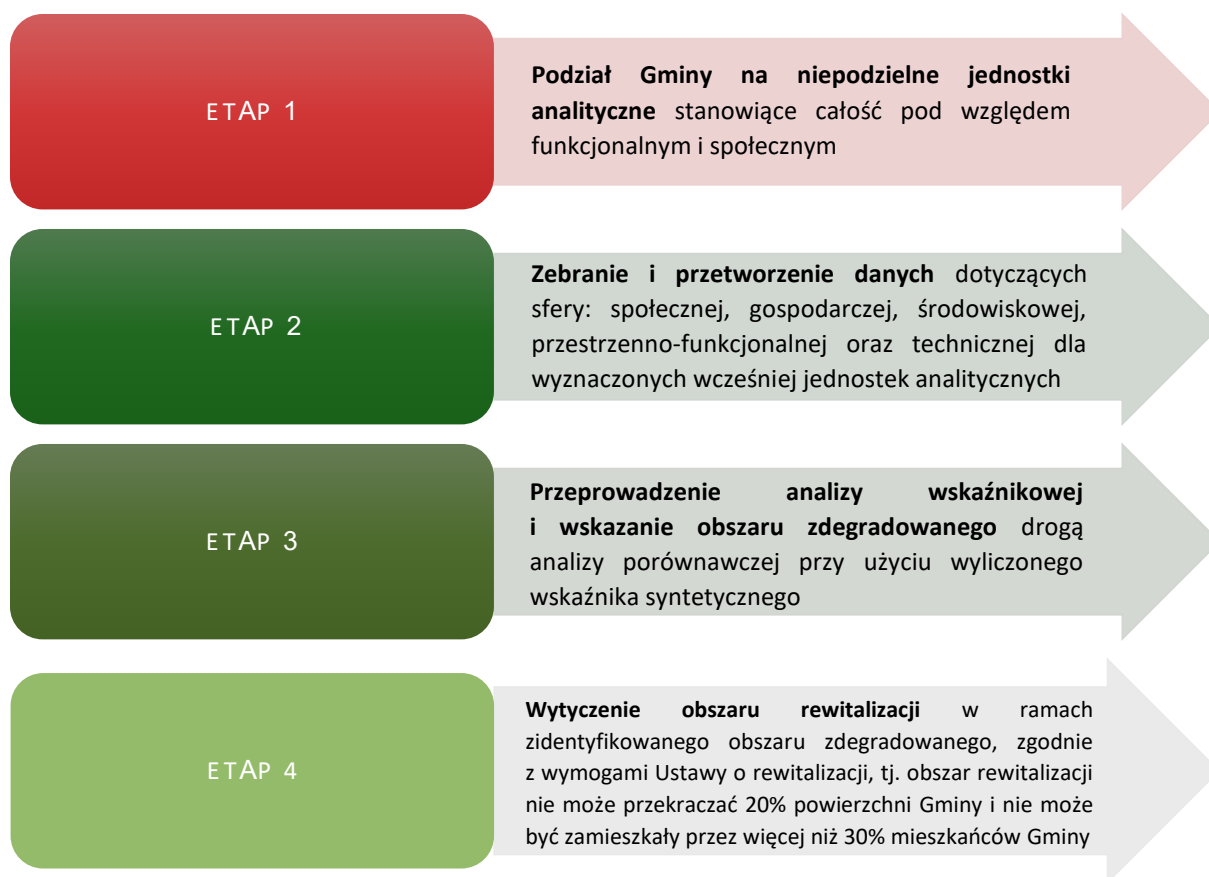 ETAP 1
Podział Gminy na niepodzielne jednostki
analityczne stanowiące całość pod względem
funkcjonalnym i społecznym
ETAP 2
Zebranie i przetworzenie danych dotyczących
sfery: społecznej, gospodarczej, środowiskowej,
przestrzenno-funkcjonalnej oraz technicznej dla
wyznaczonych wcześniej jednostek analitycznych
ETAP 3
Przeprowadzenie analizy wskaźnikowej
i wskazanie obszaru zdegradowanego drogą
analizy porównawczej przy użyciu wyliczonego
wskaźnika syntetycznego
ETAP 4
Wytyczenie obszaru rewitalizacji w ramach
zidentyfikowanego obszaru zdegradowanego, zgodnie
z wymogami Ustawy o rewitalizacji, tj. obszar rewitalizacji
nie może przekraczać 20% powierzchni Gminy i nie może
być zamieszkały przez więcej niż 30% mieszkańców Gminy